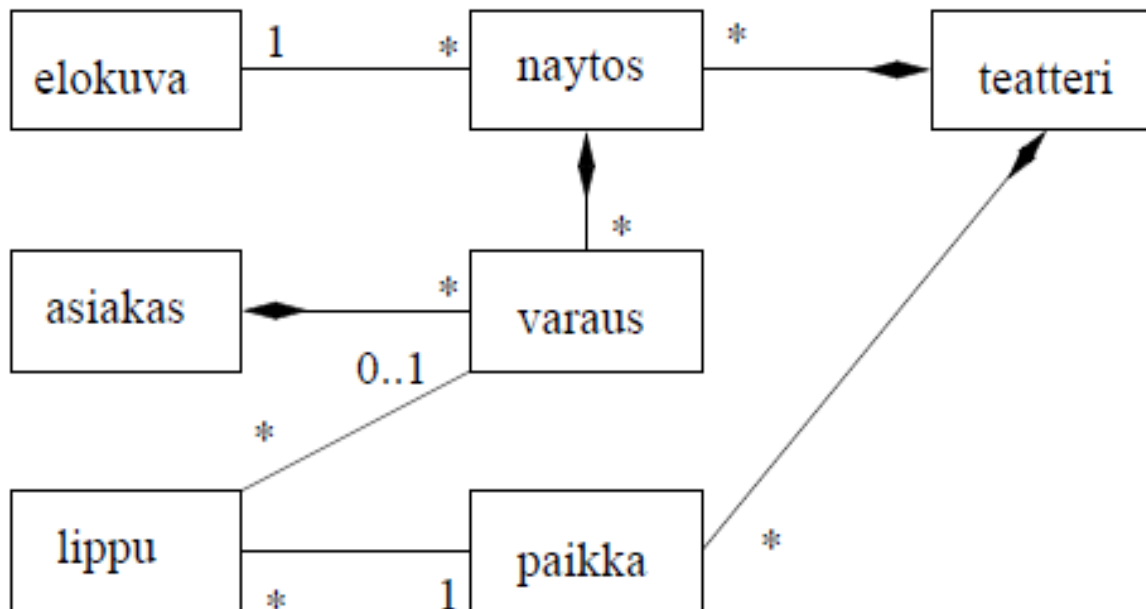 elokuva 1 * naytos * teatteri
*
asiakas * varaus
0..1
*
lippu paikka *
* 1